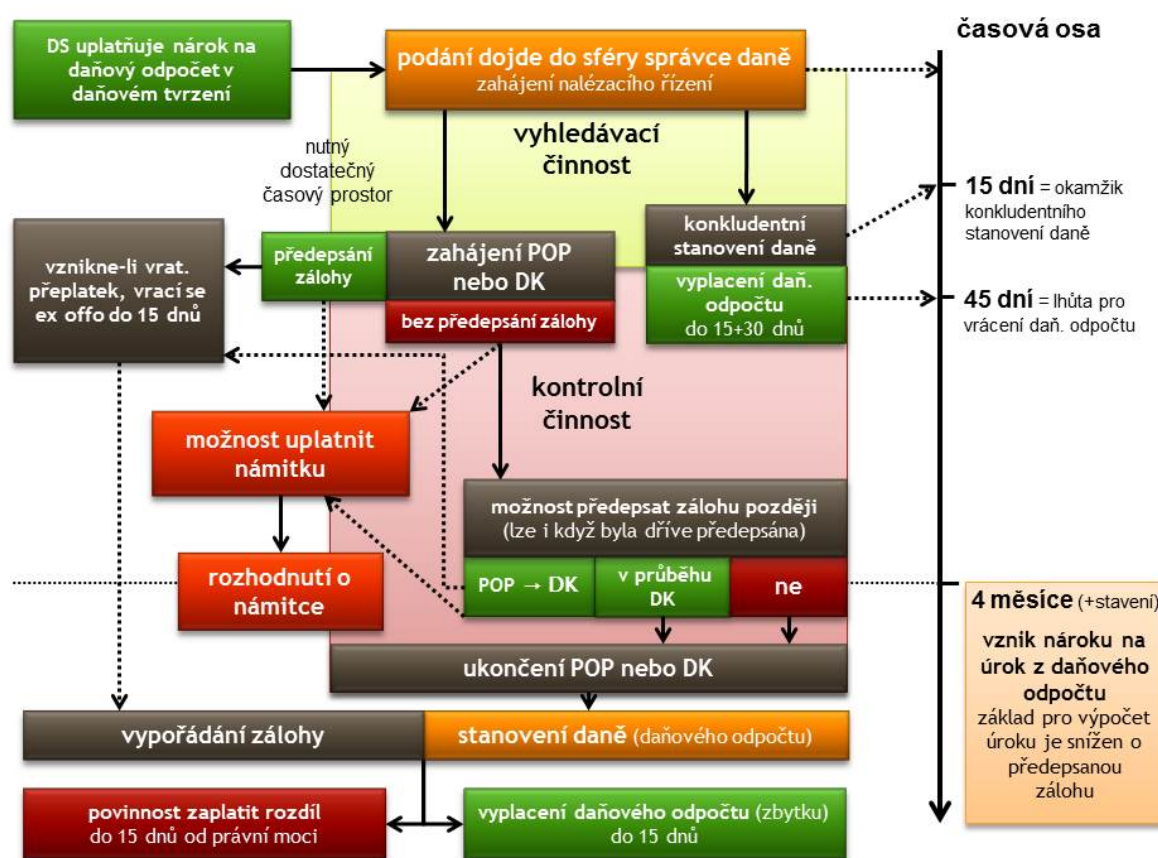 DS uplatňuje nárok na
daňový odpočet v
daňovém tvrzení
podání dojde do sféry správce daně
zahájení nalézacího řízení
časová osa
vyhledávací
činnost
nutný
dostatečný
časový prostor
15 dní = okamžik
konkludentního
stanovení daně
konkludentní
stanovení daně
vznikne-li vrat.
přeplatek, vrací se
ex offo do 15 dnů
předepsání
zálohy
zahájení POP
nebo DK
bez předepsání zálohy
vyplacení daň.
odpočtu
do 15+30 dnů
45 dní = lhůta pro
vrácení daň. odpočtu
kontrolní
činnost
možnost uplatnit
námitku
možnost předepsat zálohu později
(lze i když byla dříve předepsána)
rozhodnutí o
námitce
POP → DK
v průběhu
DK
ne
4 měsíce (+stavení)
vznik nároku na
úrok z daňového
odpočtu
základ pro výpočet
úroku je snížen o
předepsanou
zálohu
ukončení POP nebo DK
vypořádání zálohy
stanovení daně (daňového odpočtu)
povinnost zaplatit rozdíl
do 15 dnů od právní moci
vyplacení daňového odpočtu (zbytku)
do 15 dnů